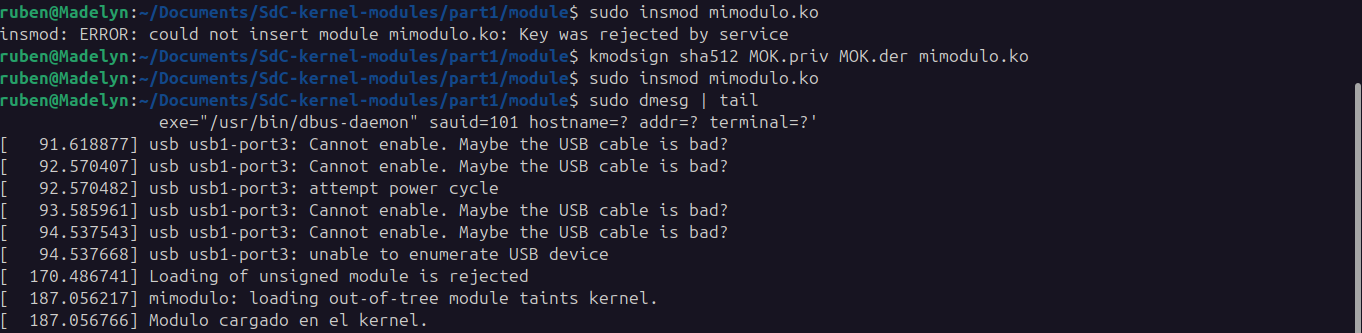 ruben@Madelyn:~/Documents/SdC-kernel-modules/part1/module$ sudo insmod mimodulo.ko
insmod: ERROR: could not insert module mimodulo.ko: Key was rejected by service
ruben@Madelyn:~/Documents/SdC-kernel-modules/part1/module$ kmodsign sha512 MOK.priv MOK.der mimodulo.ko
ruben@Madelyn:~/Documents/SdC-kernel-modules/part1/module$ sudo insmod mimodulo.ko
ruben@Madelyn:~/Documents/SdC-kernel-modules/part1/module$ sudo dmesg | tail
                exe="/usr/bin/dbus-daemon" sauid=101 hostname=? addr=? terminal=?'
[   91.618877] usb usb1-port3: Cannot enable. Maybe the USB cable is bad?
[   92.570407] usb usb1-port3: Cannot enable. Maybe the USB cable is bad?
[   92.570482] usb usb1-port3: attempt power cycle
[   93.585961] usb usb1-port3: Cannot enable. Maybe the USB cable is bad?
[   94.537543] usb usb1-port3: Cannot enable. Maybe the USB cable is bad?
[   94.537668] usb usb1-port3: unable to enumerate USB device
[  170.486741] Loading of unsigned module is rejected
[  187.056217] mimodulo: loading out-of-tree module taints kernel.
[  187.056766] Modulo cargado en el kernel.